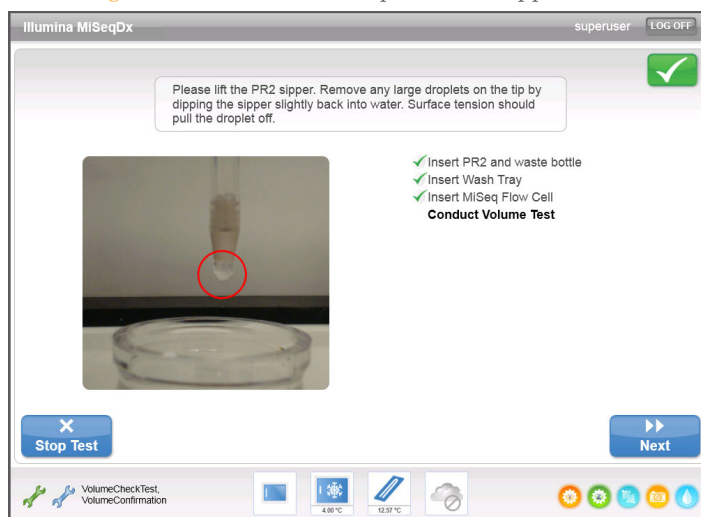 Illumina MiSeqDx
superuser
LOG OFF
Please lift the PR2 sipper. Remove any large droplets on the tip by
dipping the sipper slightly back into water. Surface tension should
pull the droplet off.
Insert PR2 and waste bottle
Insert Wash Tray
Insert MiSeq Flow Cell
Conduct Volume Test
Stop Test
Next
VolumeCheckTest,
VolumeConfirmation
4.00 °C
12.57 °C